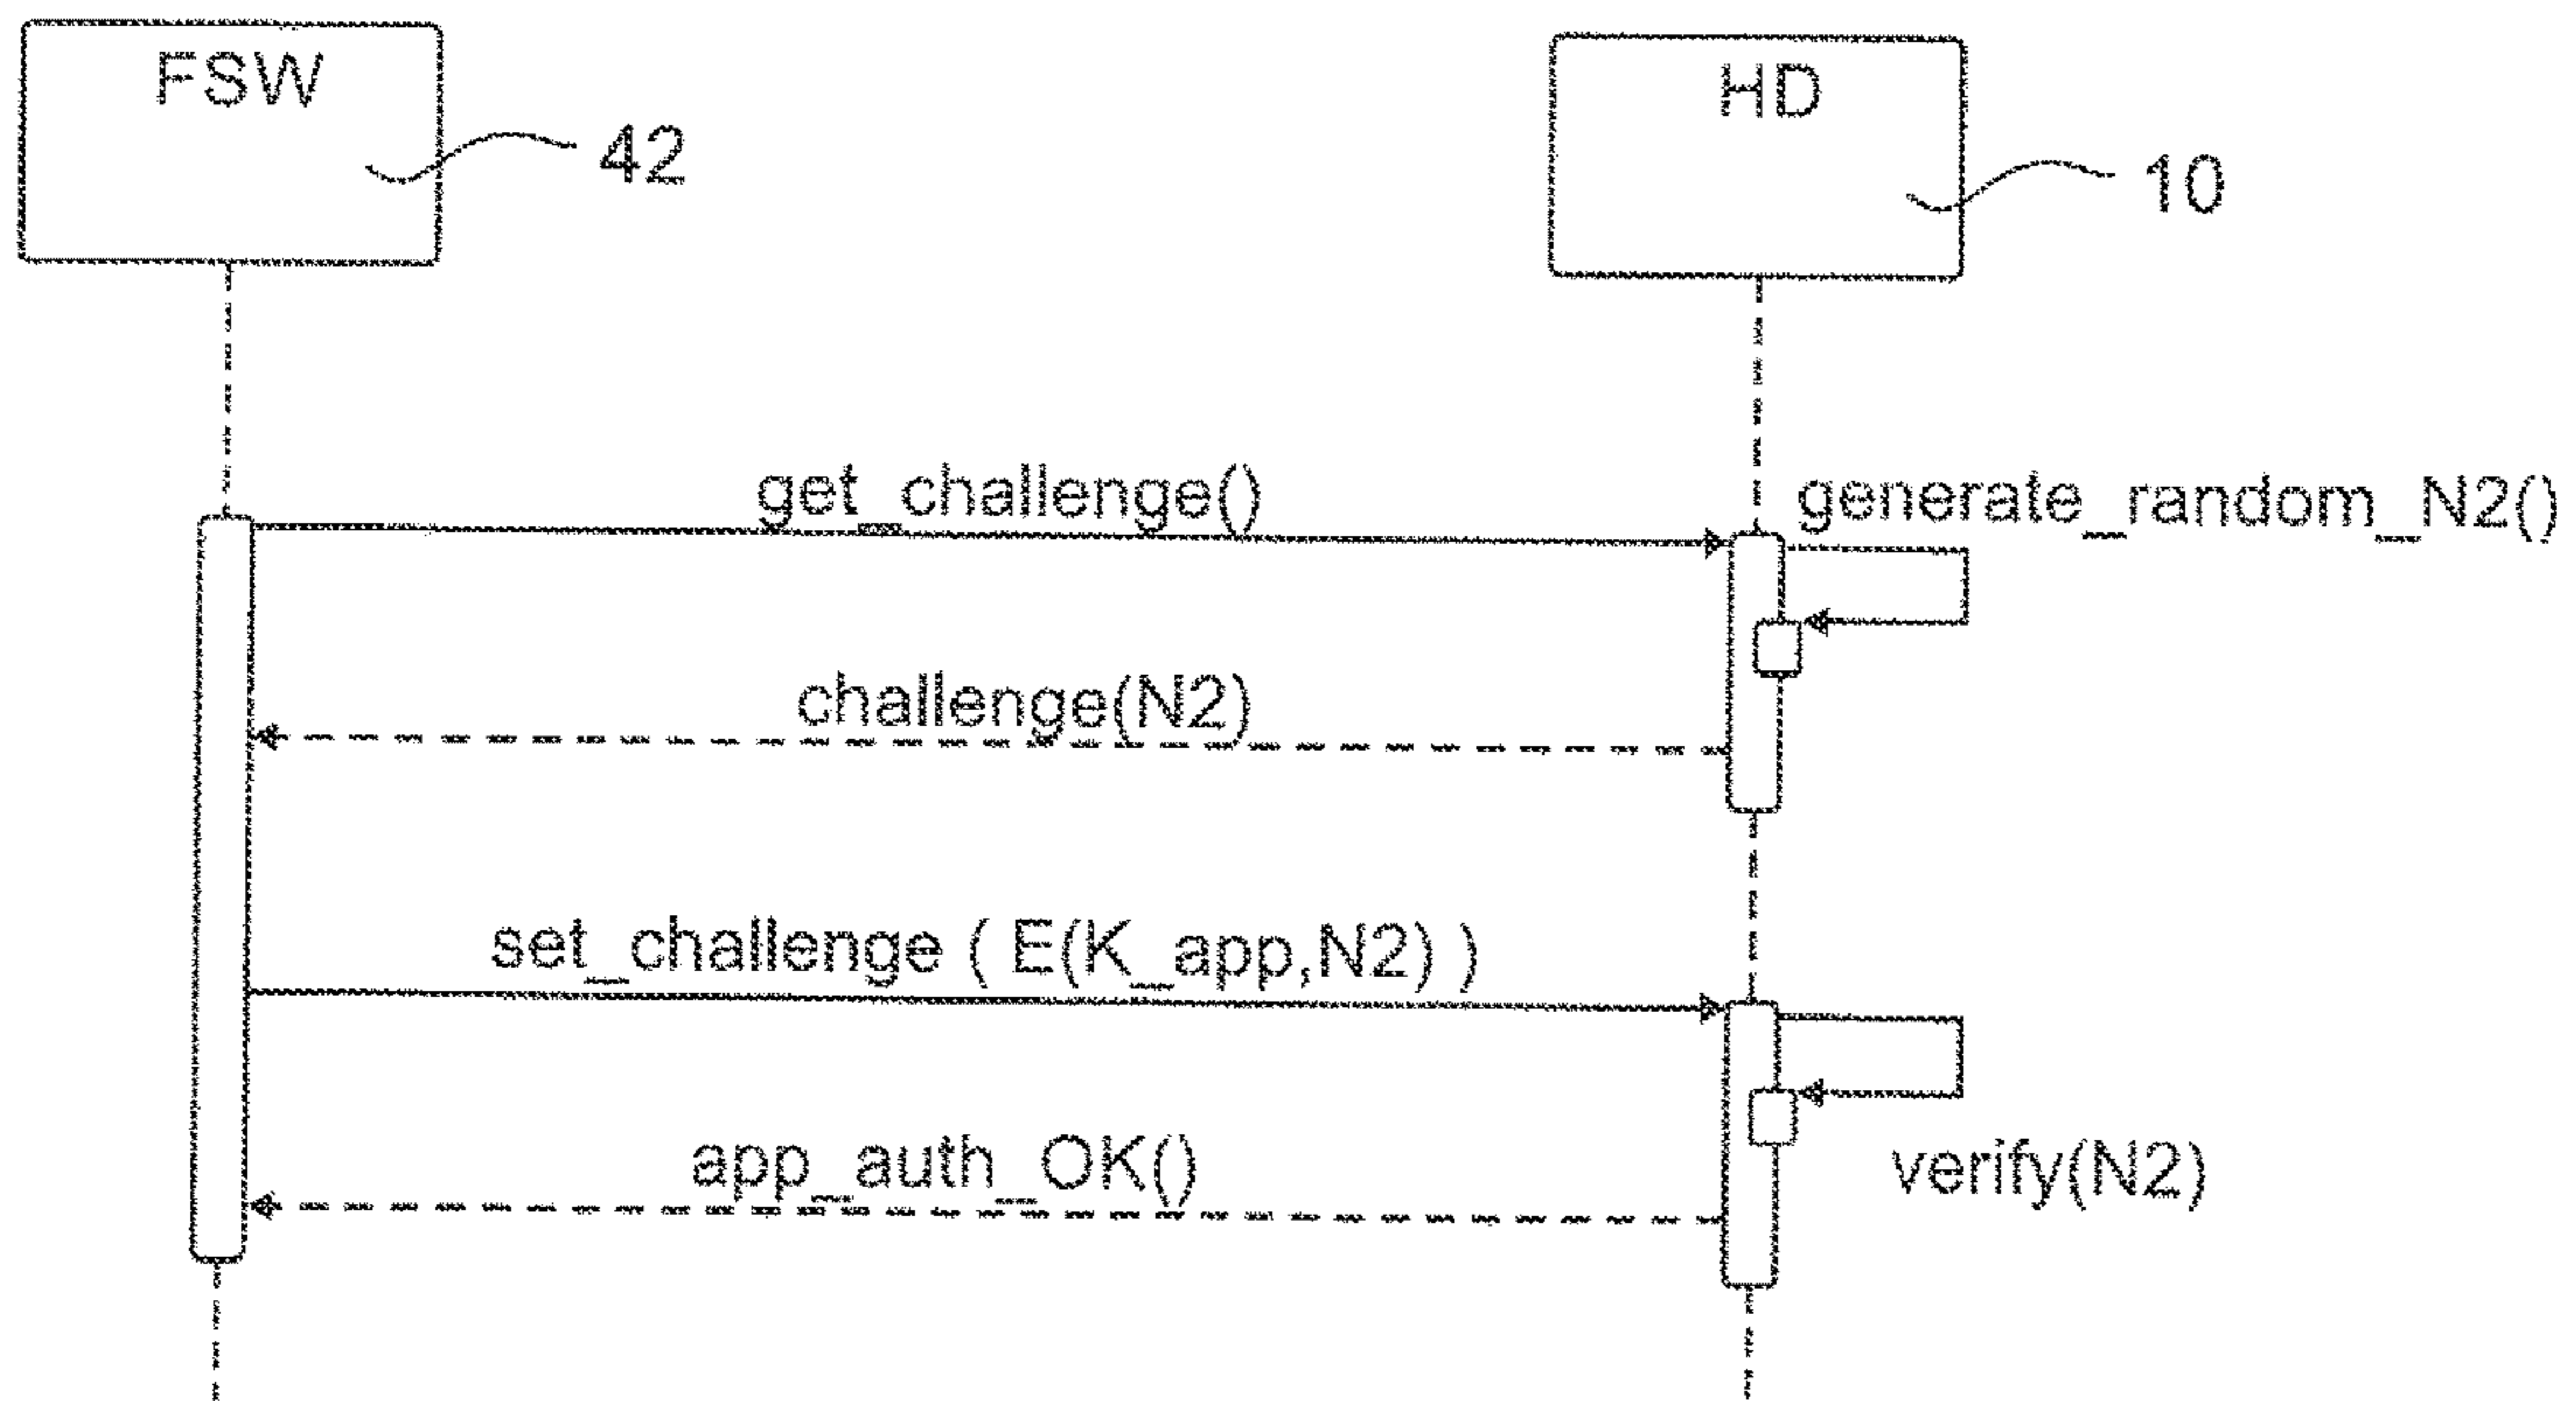 FSW
HD
42
10
get_challenge()
generate_random_N2()
challenge(N2)
set_challenge ( E(K_app,N2) )
app_auth_OK()
verify(N2)